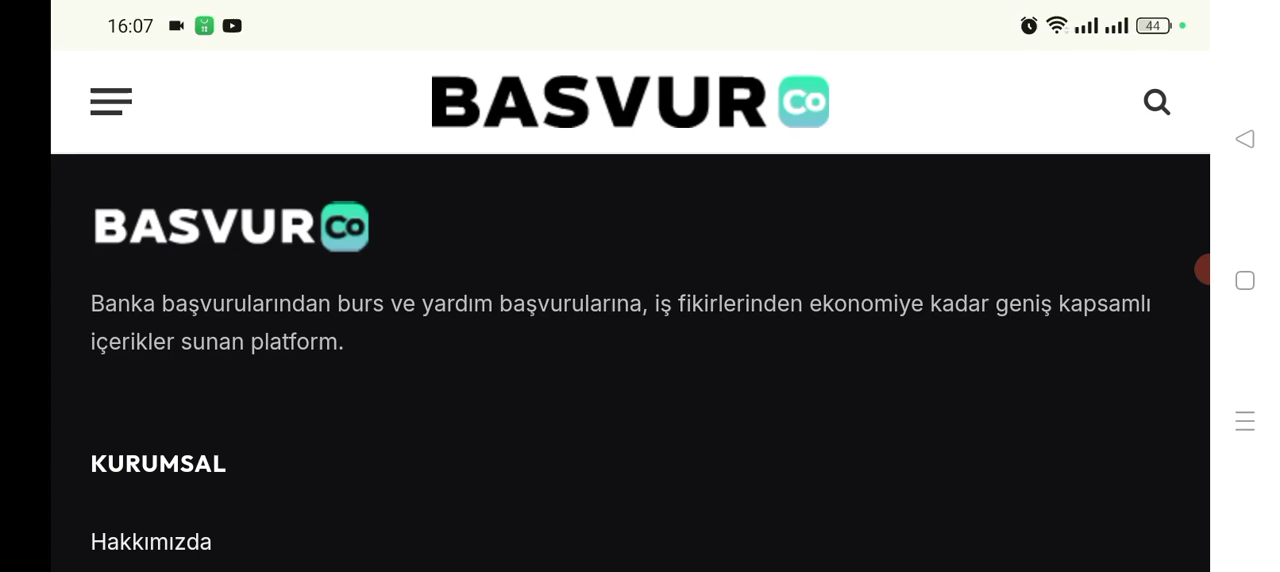 16:07
44
BASVUR Co
BASVUR Co
Banka başvurularından burs ve yardım başvurularına, iş fikirlerinden ekonomiye kadar geniş kapsamlı
içerikler sunan platform.
KURUMSAL
Hakkımızda